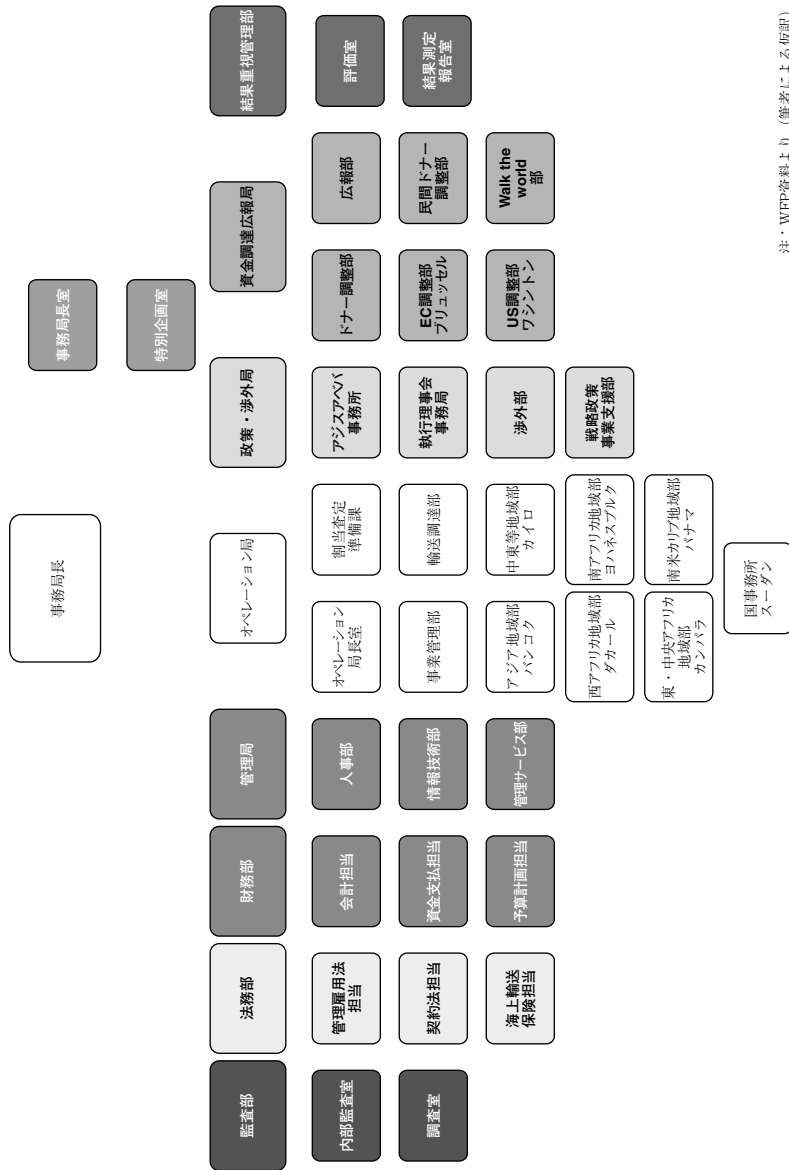 事務局長
事務局長室
特別企画室
監査部
法務部
財務部
管理局
オペレーション局
政策・渉外局
資金調達広報局
結果重視管理部
内部監査室
調査室
管理雇用法
担当
契約法担当
海上輸送
保険担当
会計担当
資金支払担当
予算計画担当
人事部
情報技術部
管理サービス部
オペレーション
局長室
事業管理部
アジア地域部
バンコク
西アフリカ地域部
ダカール
東・中央アフリカ
地域部
カンパラ
割当査定
準備課
輸送調達部
中東等地域部
カイロ
南アフリカ地域部
ヨハネスブルク
南米カリブ地域部
パナマ
国事務所
スーダン
アジスアベバ
事務所
執行理事会
事務局
渉外部
戦略政策
事業支援部
ドナー調整部
EC調整部
ブリュッセル
US調整部
ワシントン
広報部
民間ドナー
調整部
Walk the
world
部
評価室
結果測定
報告室
注・WFP資料より（筆者による仮訳）